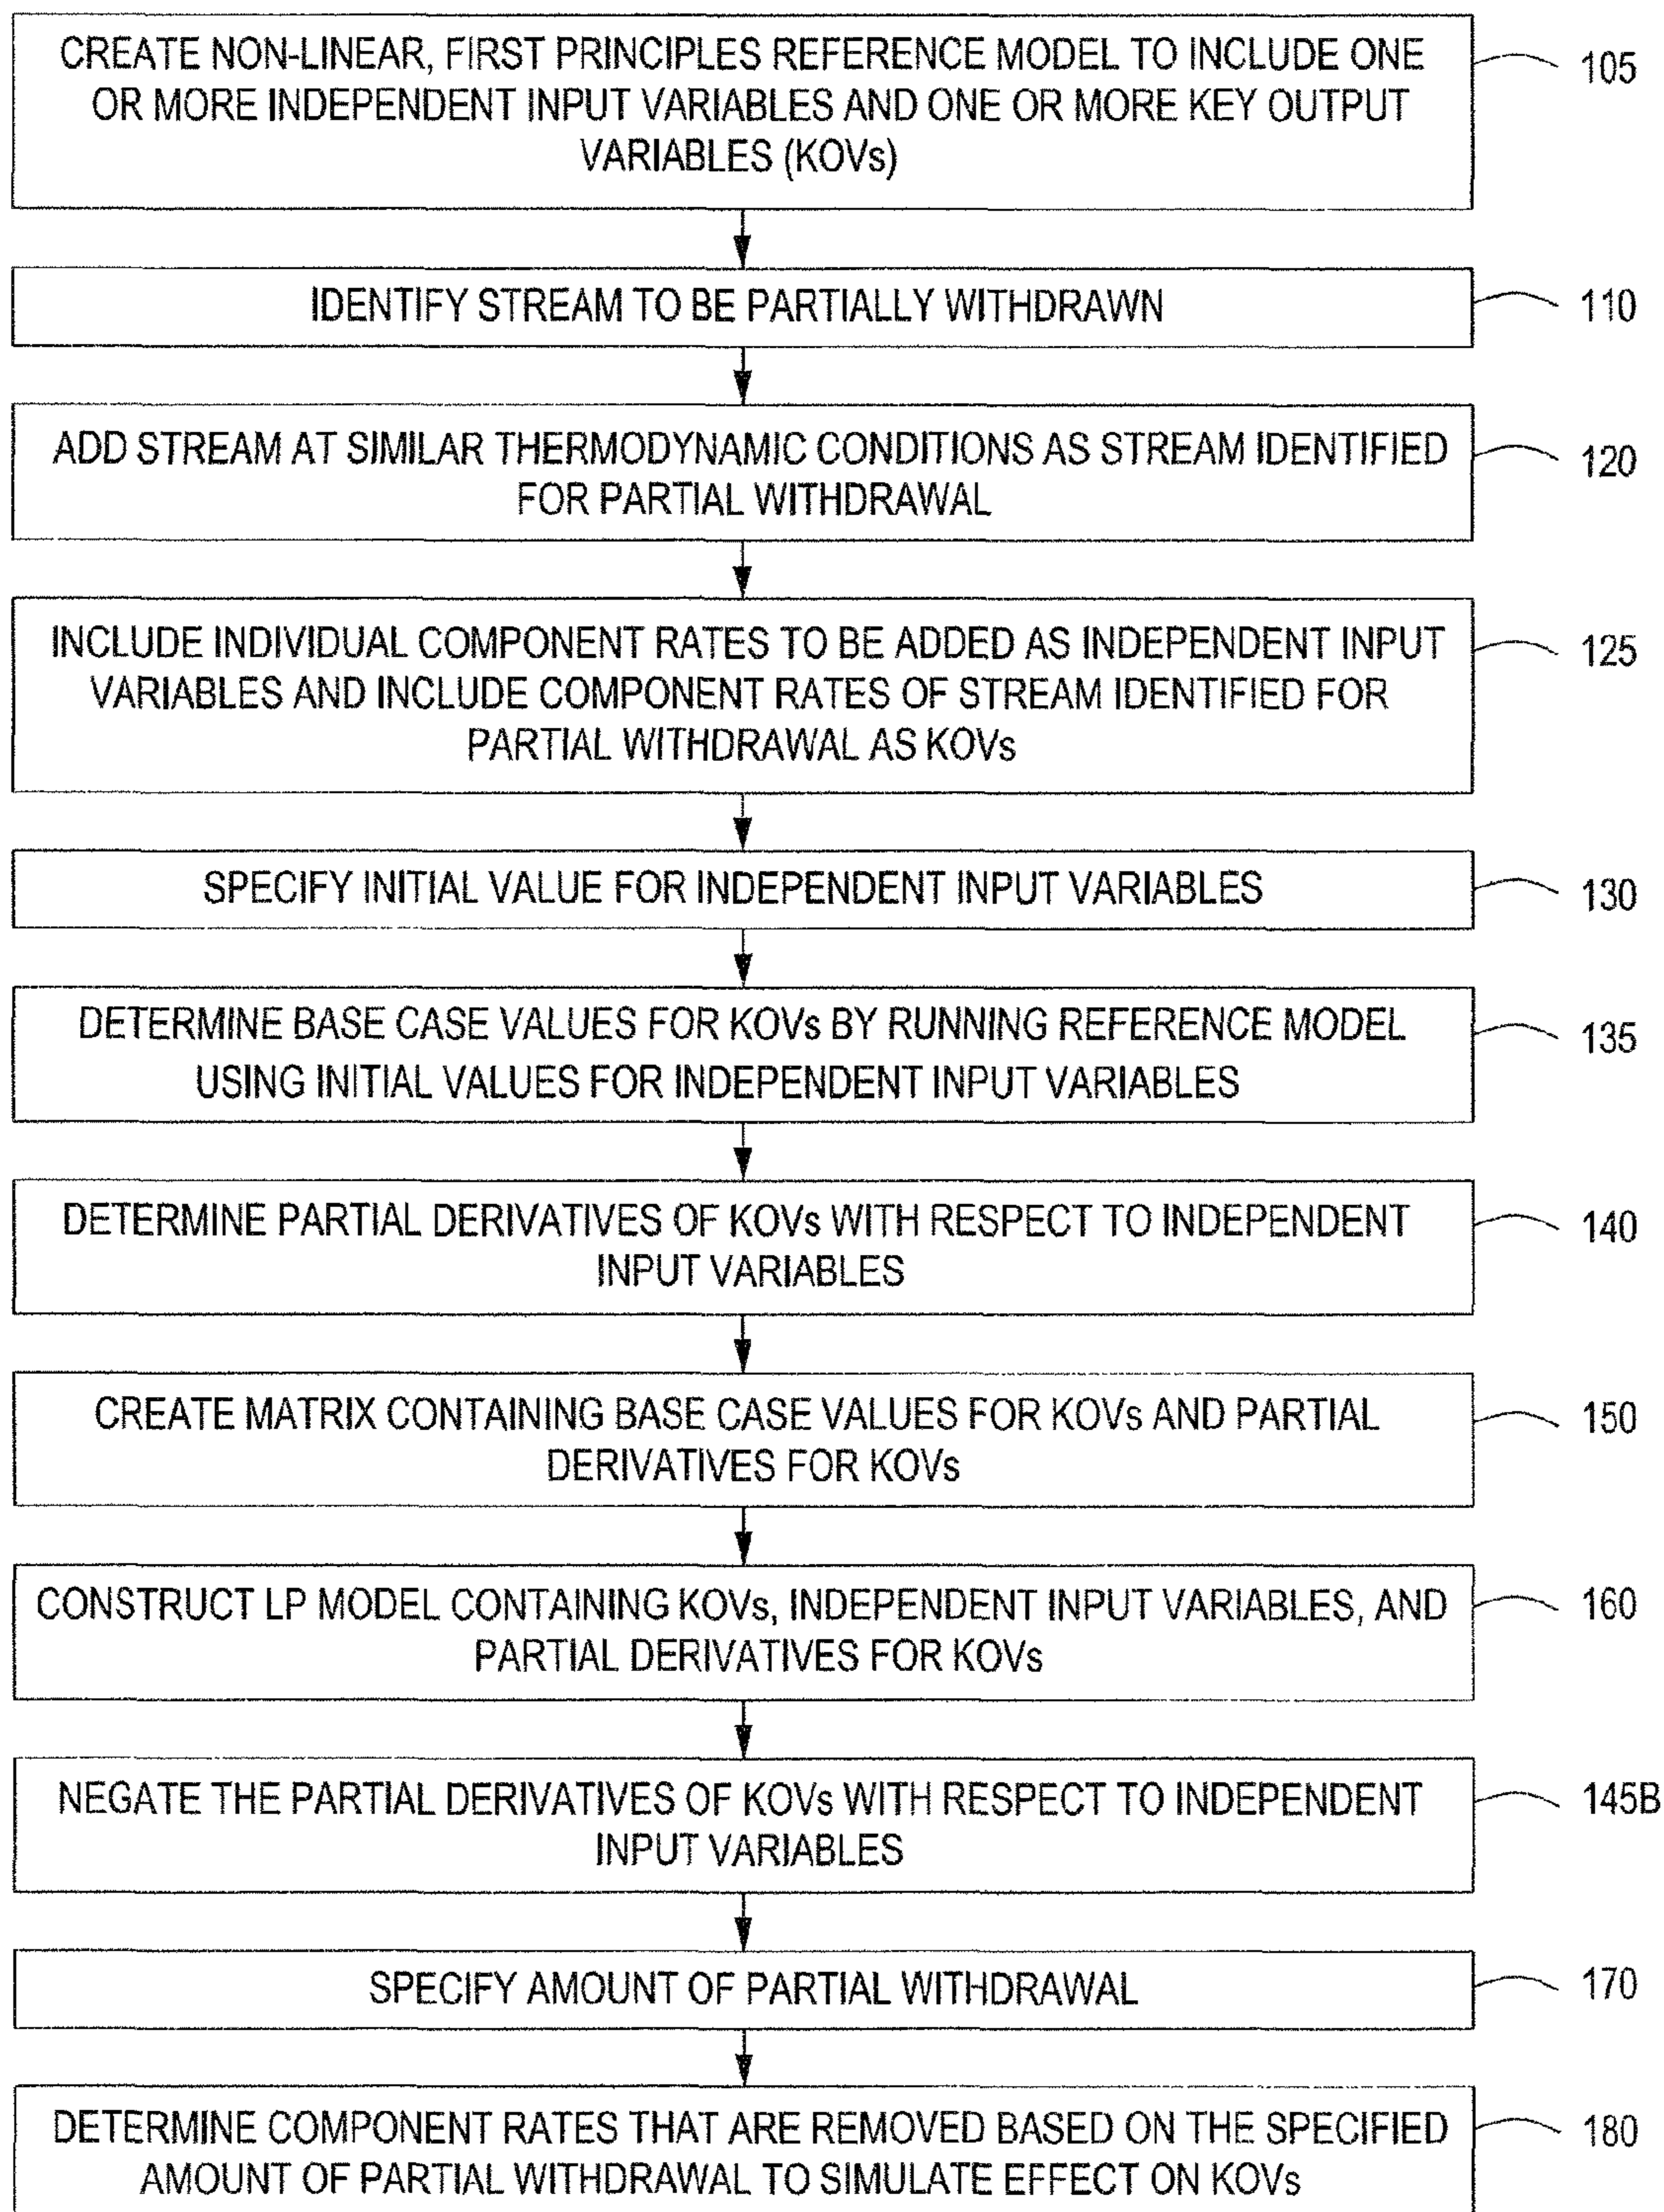 CREATE NON-LINEAR, FIRST PRINCIPLES REFERENCE MODEL TO INCLUDE ONE
OR MORE INDEPENDENT INPUT VARIABLES AND ONE OR MORE KEY OUTPUT
VARIABLES (KOVs)
105
IDENTIFY STREAM TO BE PARTIALLY WITHDRAWN
110
ADD STREAM AT SIMILAR THERMODYNAMIC CONDITIONS AS STREAM IDENTIFIED
FOR PARTIAL WITHDRAWAL
120
INCLUDE INDIVIDUAL COMPONENT RATES TO BE ADDED AS INDEPENDENT INPUT
VARIABLES AND INCLUDE COMPONENT RATES OF STREAM IDENTIFIED FOR
PARTIAL WITHDRAWAL AS KOVs
125
SPECIFY INITIAL VALUE FOR INDEPENDENT INPUT VARIABLES
130
DETERMINE BASE CASE VALUES FOR KOVs BY RUNNING REFERENCE MODEL
USING INITIAL VALUES FOR INDEPENDENT INPUT VARIABLES
135
DETERMINE PARTIAL DERIVATIVES OF KOVs WITH RESPECT TO INDEPENDENT
INPUT VARIABLES
140
CREATE MATRIX CONTAINING BASE CASE VALUES FOR KOVs AND PARTIAL
DERIVATIVES FOR KOVs
150
CONSTRUCT LP MODEL CONTAINING KOVs, INDEPENDENT INPUT VARIABLES, AND
PARTIAL DERIVATIVES FOR KOVs
160
NEGATE THE PARTIAL DERIVATIVES OF KOVs WITH RESPECT TO INDEPENDENT
INPUT VARIABLES
145B
SPECIFY AMOUNT OF PARTIAL WITHDRAWAL
170
DETERMINE COMPONENT RATES THAT ARE REMOVED BASED ON THE SPECIFIED
AMOUNT OF PARTIAL WITHDRAWAL TO SIMULATE EFFECT ON KOVs
180